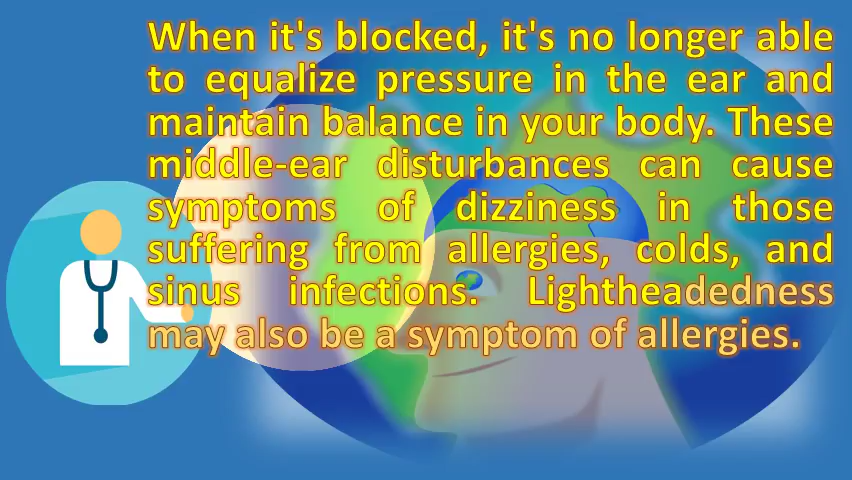 When it's blocked, it's no longer able
to equalize pressure in the ear and
maintain balance in your body. These
middle-ear disturbances can cause
symptoms of dizziness in those
suffering from allergies, colds, and
sinus infections. Lightheadedness
may also be a symptom of allergies.